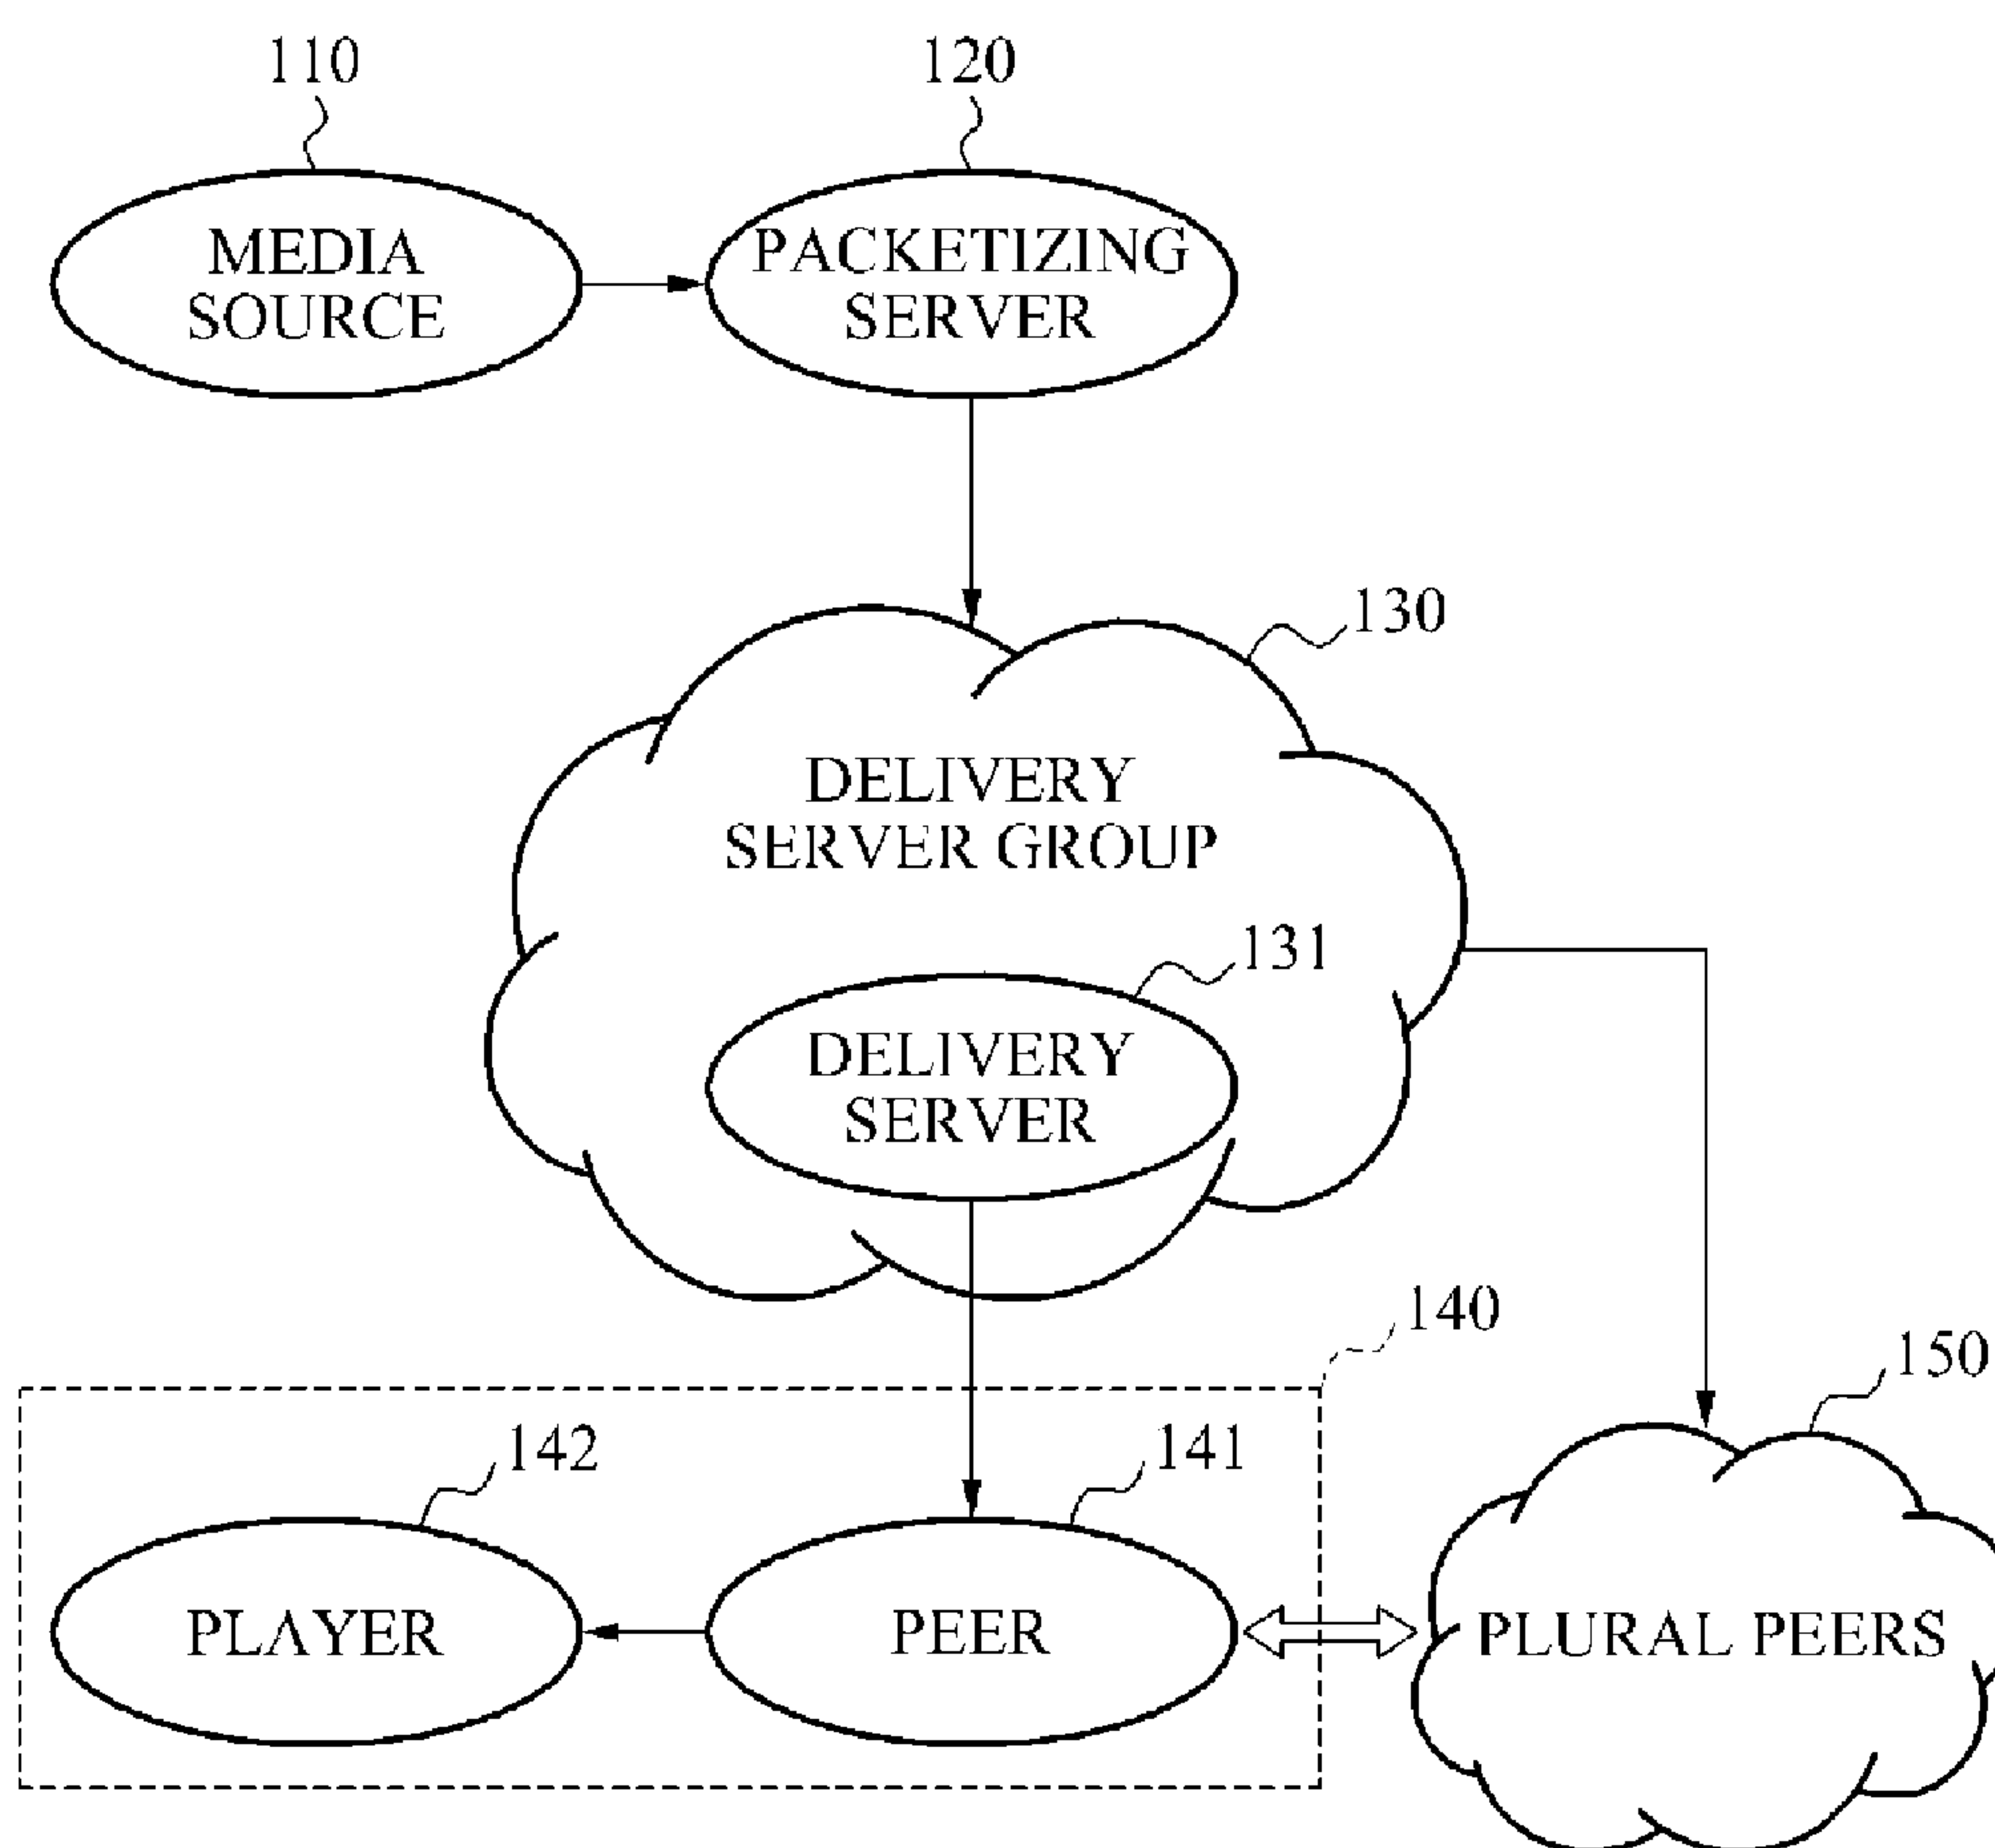 110
120
MEDIA
SOURCE
PACKETIZING
SERVER
130
DELIVERY
SERVER GROUP
131
DELIVERY
SERVER
140
150
142
141
PLAYER
PEER
PLURAL PEERS